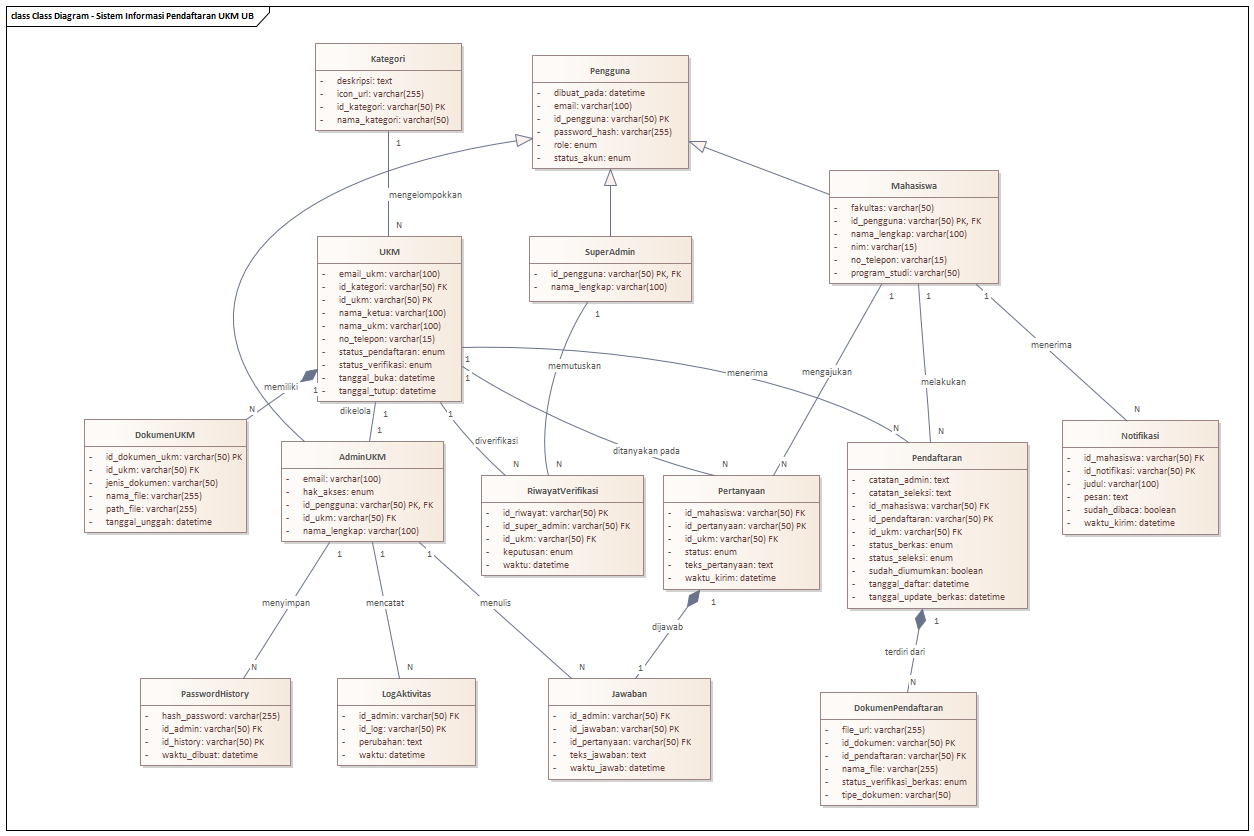 class Class Diagram - Sistem Informasi Pendaftaran UKM UB
Kategori
- deskripsi: text
- icon_url: varchar(255)
- id_kategori: varchar(50) PK
- nama_kategori: varchar(50)
Pengguna
- dibuat_pada: datetime
- email: varchar(100)
- id_pengguna: varchar(50) PK
- password_hash: varchar(255)
- role: enum
- status_akun: enum
Mahasiswa
- fakultas: varchar(50)
- id_pengguna: varchar(50) PK, FK
- nama_lengkap: varchar(100)
- nim: varchar(15)
- no_telepon: varchar(15)
- program_studi: varchar(50)
1
mengelompokkan
N
UKM
- email_ukm: varchar(100)
- id_kategori: varchar(50) FK
- id_ukm: varchar(50) PK
- nama_ketua: varchar(100)
- nama_ukm: varchar(100)
- no_telepon: varchar(15)
- status_pendaftaran: enum
- status_verifikasi: enum
- tanggal_buka: datetime
- tanggal_tutup: datetime
SuperAdmin
- id_pengguna: varchar(50) PK, FK
- nama_lengkap: varchar(100)
1
memutuskan
N
1
mengajukan
N
1
melakukan
N
1
menerima
N
1
menerima
N
1
ditanyakan pada
N
1
memiliki
N
1
dikelola
1
1
diverifikasi
N
DokumenUKM
- id_dokumen_ukm: varchar(50) PK
- id_ukm: varchar(50) FK
- jenis_dokumen: varchar(50)
- nama_file: varchar(255)
- path_file: varchar(255)
- tanggal_unggah: datetime
AdminUKM
- email: varchar(100)
- hak_akses: enum
- id_pengguna: varchar(50) PK, FK
- id_ukm: varchar(50) FK
- nama_lengkap: varchar(100)
RiwayatVerifikasi
- id_riwayat: varchar(50) PK
- id_super_admin: varchar(50) FK
- id_ukm: varchar(50) FK
- keputusan: enum
- waktu: datetime
Pertanyaan
- id_mahasiswa: varchar(50) FK
- id_pertanyaan: varchar(50) PK
- id_ukm: varchar(50) FK
- status: enum
- teks_pertanyaan: text
- waktu_kirim: datetime
Pendaftaran
- catatan_admin: text
- catatan_seleksi: text
- id_mahasiswa: varchar(50) FK
- id_pendaftaran: varchar(50) PK
- id_ukm: varchar(50) FK
- status_berkas: enum
- status_seleksi: enum
- sudah_diumumkan: boolean
- tanggal_daftar: datetime
- tanggal_update_berkas: datetime
Notifikasi
- id_mahasiswa: varchar(50) FK
- id_notifikasi: varchar(50) PK
- judul: varchar(100)
- pesan: text
- sudah_dibaca: boolean
- waktu_kirim: datetime
1
menyimpan
N
1
mencatat
N
1
menulis
N
1
dijawab
1
1
terdiri dari
N
PasswordHistory
- hash_password: varchar(255)
- id_admin: varchar(50) FK
- id_history: varchar(50) PK
- waktu_dibuat: datetime
LogAktivitas
- id_admin: varchar(50) FK
- id_log: varchar(50) PK
- perubahan: text
- waktu: datetime
Jawaban
- id_admin: varchar(50) FK
- id_jawaban: varchar(50) PK
- id_pertanyaan: varchar(50) FK
- teks_jawaban: text
- waktu_jawab: datetime
DokumenPendaftaran
- file_url: varchar(255)
- id_dokumen: varchar(50) PK
- id_pendaftaran: varchar(50) FK
- nama_file: varchar(255)
- status_verifikasi_berkas: enum
- tipe_dokumen: varchar(50)